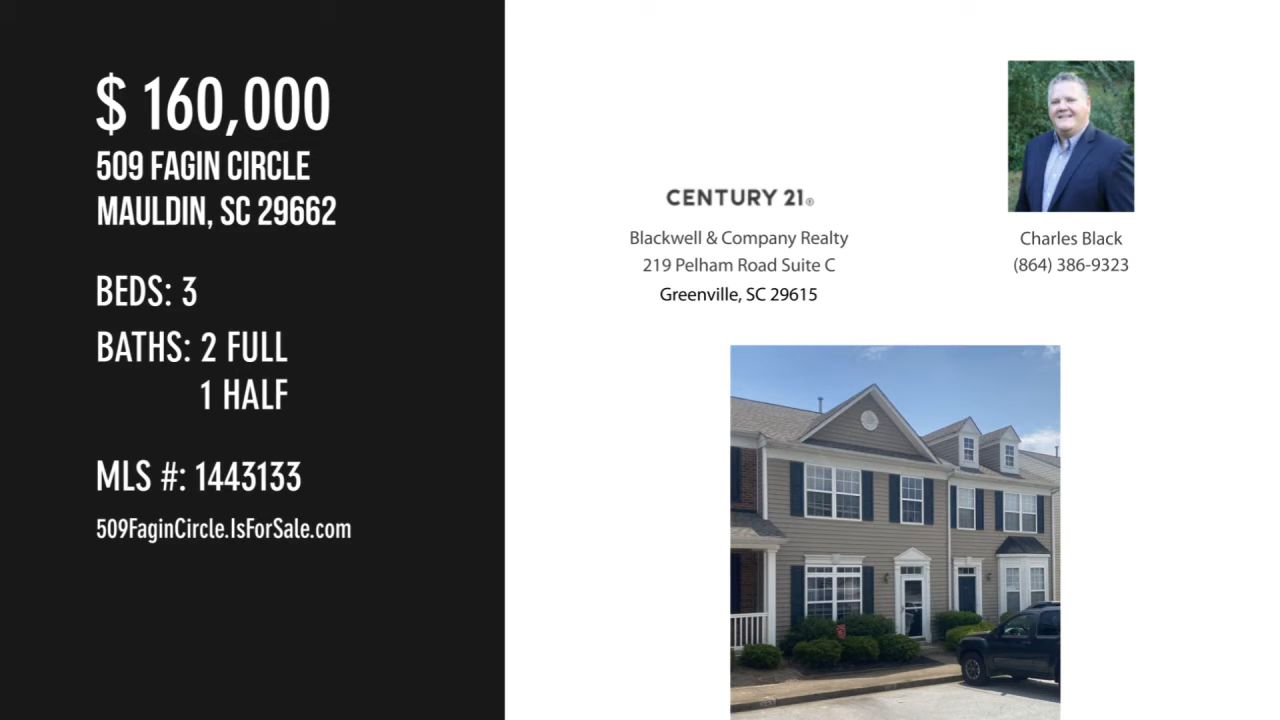 $ 160,000
509 FAGIN CIRCLE
MAULDIN, SC 29662
BEDS: 3
BATHS: 2 FULL
1 HALF
MLS #: 1443133
509FaginCircle.IsForSale.com
CENTURY 21®
Blackwell & Company Realty
219 Pelham Road Suite C
Greenville, SC 29615
Charles Black
(864) 386-9323